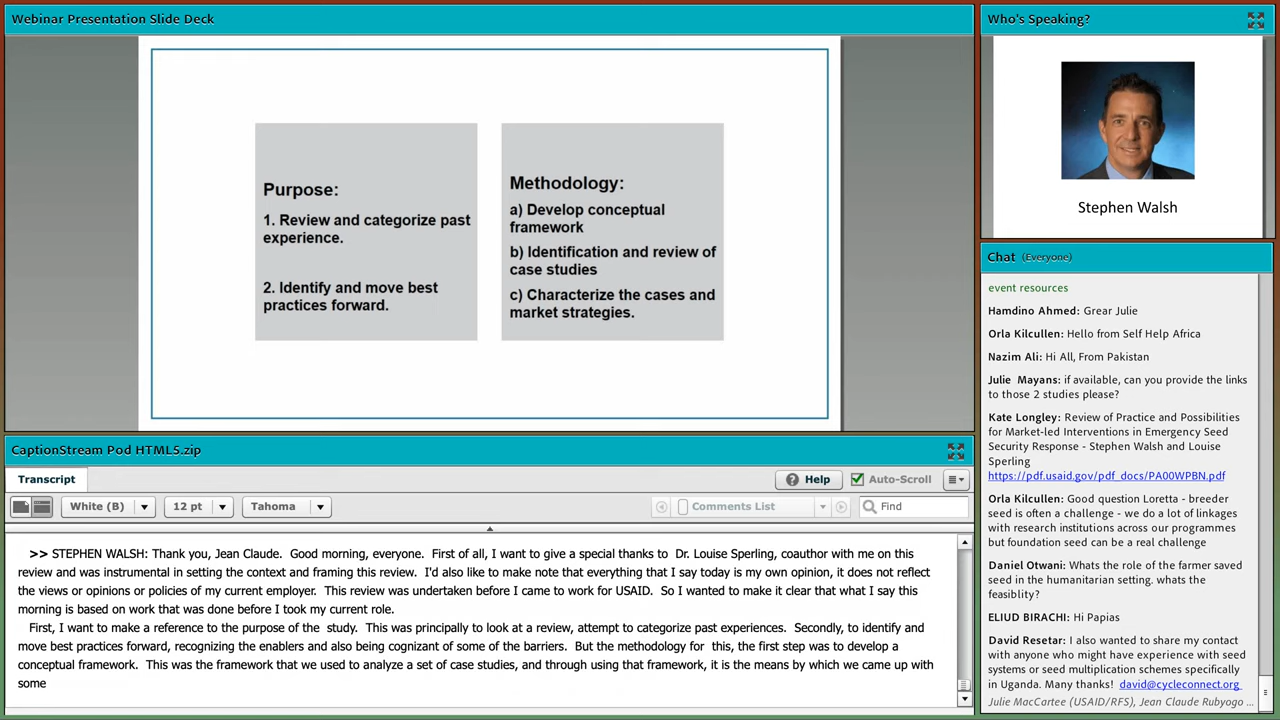 Webinar Presentation Slide Deck
Purpose:
1. Review and categorize past
experience.
2. Identify and move best
practices forward.
Methodology:
a) Develop conceptual
framework
b) Identification and review of
case studies
c) Characterize the cases and
market strategies.
Who's Speaking?
Stephen Walsh
CaptionStream Pod HTML5.zip
Transcript
Help
Auto-Scroll
White (B)
12 pt
Tahoma
Comments List
Find
>> STEPHEN WALSH: Thank you, Jean Claude. Good morning, everyone. First of all, I want to give a special thanks to Dr. Louise Sperling, coauthor with me on this
review and was instrumental in setting the context and framing this review. I'd also like to make note that everything that I say today is my own opinion, it does not reflect
the views or opinions or policies of my current employer. This review was undertaken before I came to work for USAID. So I wanted to make it clear that what I say this
morning is based on work that was done before I took my current role.
First, I want to make a reference to the purpose of the study. This was principally to look at a review, attempt to categorize past experiences. Secondly, to identify and
move best practices forward, recognizing the enablers and also being cognizant of some of the barriers. But the methodology for this, the first step was to develop a
conceptual framework. This was the framework that we used to analyze a set of case studies, and through using that framework, it is the means by which we came up with
some
Chat (Everyone)
event resources
Hamdino Ahmed: Grear Julie
Orla Kilcullen: Hello from Self Help Africa
Nazim Ali: Hi All, From Pakistan
Julie Mayans: if available, can you provide the links
to those 2 studies please?
Kate Longley: Review of Practice and Possibilities
for Market-led Interventions in Emergency Seed
Security Response - Stephen Walsh and Louise
Sperling
https://pdf.usaid.gov/pdf_docs/PA00WPBN.pdf
Orla Kilcullen: Good question Loretta - breeder
seed is often a challenge - we do a lot of linkages
with research institutions across our programmes
but foundation seed can be a real challenge
Daniel Otwani: Whats the role of the farmer saved
seed in the humanitarian setting. whats the
feasiblity?
ELIUD BIRACHI: Hi Papias
David Resetar: I also wanted to share my contact
with anyone who might have experience with seed
systems or seed multiplication schemes specifically
in Uganda. Many thanks! david@cycleconnect.org
Julie MacCartee (USAID/RFS), Jean Claude Rubyogo ...